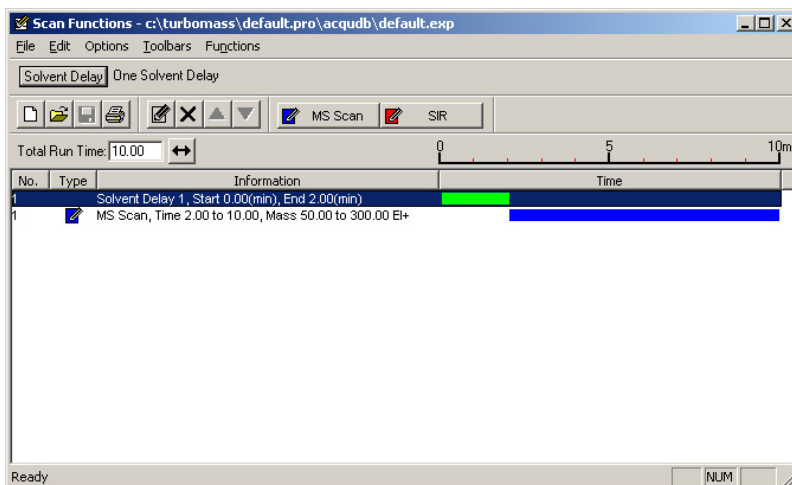 Scan Functions - c:\turbomass\default.pro\acqudb\default.exp
File Edit Options Toolbars Functions
Solvent Delay One Solvent Delay
MS Scan SIR
Total Run Time: 10.00 0 5 10m
No. Type Information Time
1 Solvent Delay 1, Start 0.00(min), End 2.00(min)
1 MS Scan, Time 2.00 to 10.00, Mass 50.00 to 300.00 EI+
Ready NUM